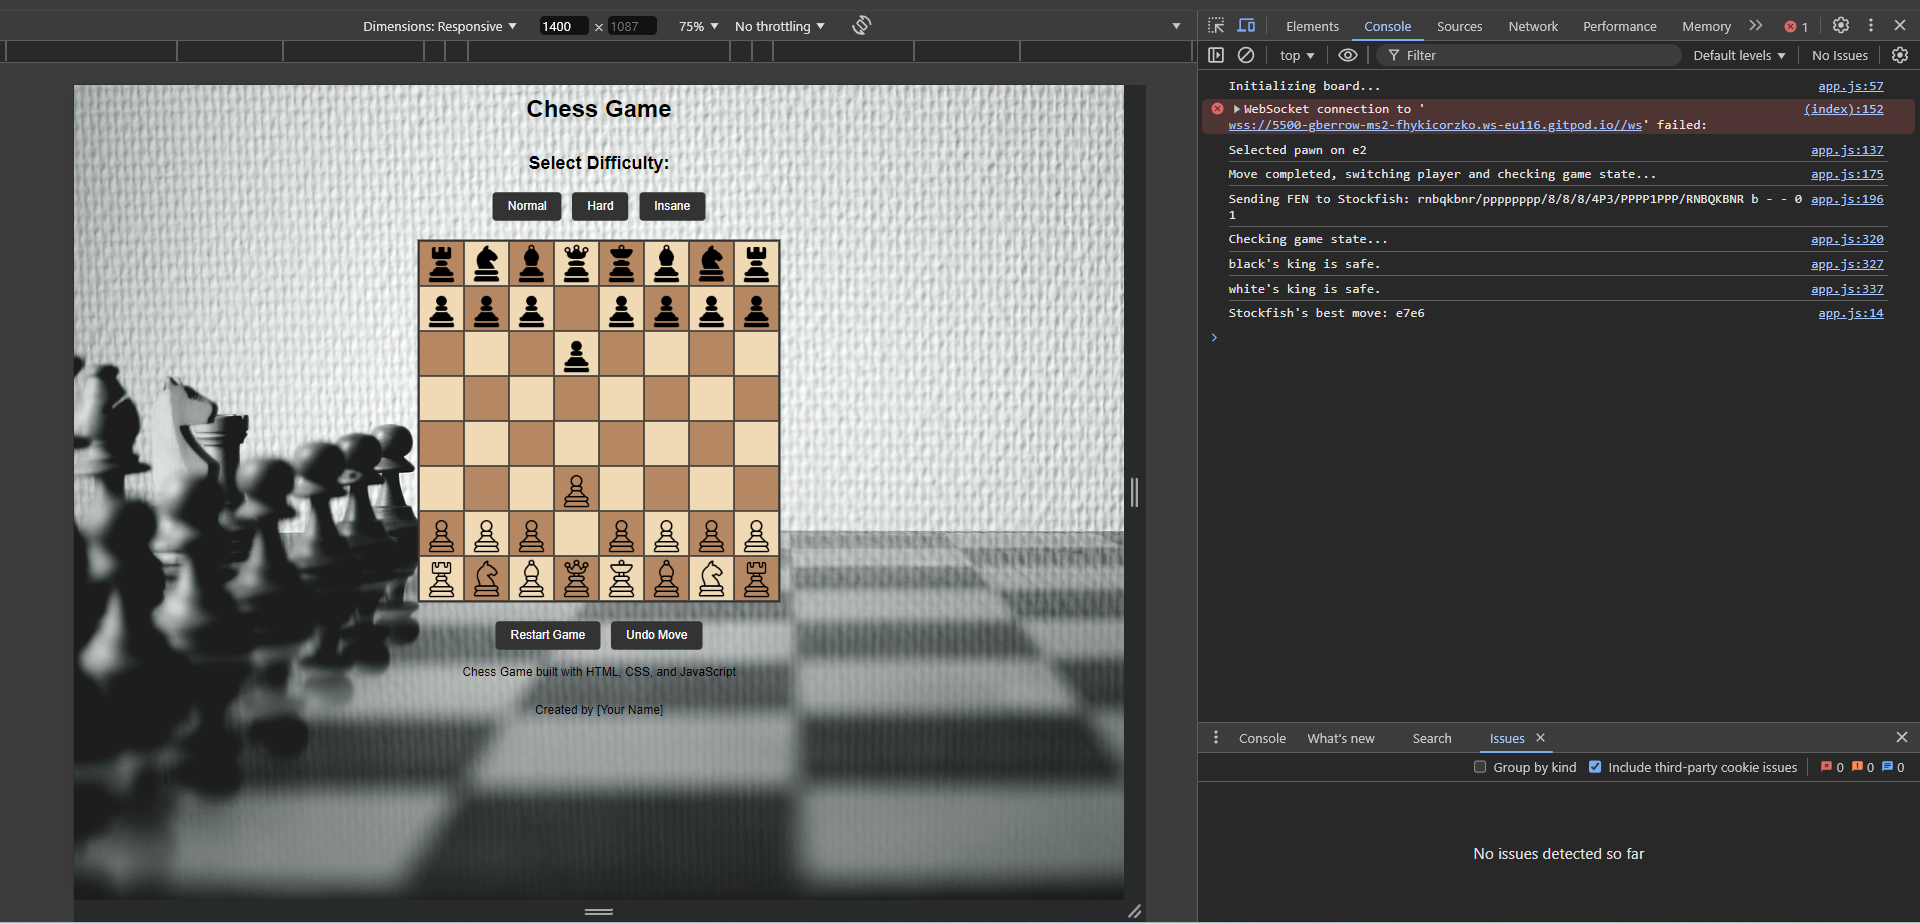 Dimensions: Responsive ▼ 1400 × 1087 75% ▼ No throttling ▼
Elements Console Sources Network Performance Memory 1
top ▼ Filter Default levels ▼ No Issues
Chess Game
Select Difficulty:
Normal Hard Insane
Restart Game Undo Move
Chess Game built with HTML, CSS, and JavaScript
Created by [Your Name]
Initializing board... app.js:57
WebSocket connection to ' (index):152
wss://5500-gberrow-ms2-fhykicorzko.ws-eu116.gitpod.io//ws' failed:
Selected pawn on e2 app.js:137
Move completed, switching player and checking game state... app.js:175
Sending FEN to Stockfish: rnbqkbnr/pppppppp/8/8/8/4P3/PPPP1PPP/RNBQKBNR b - - 0 app.js:196
1
Checking game state... app.js:320
black's king is safe. app.js:327
white's king is safe. app.js:337
Stockfish's best move: e7e6 app.js:14
Console What's new Search Issues
Group by kind Include third-party cookie issues 0 0 0
No issues detected so far